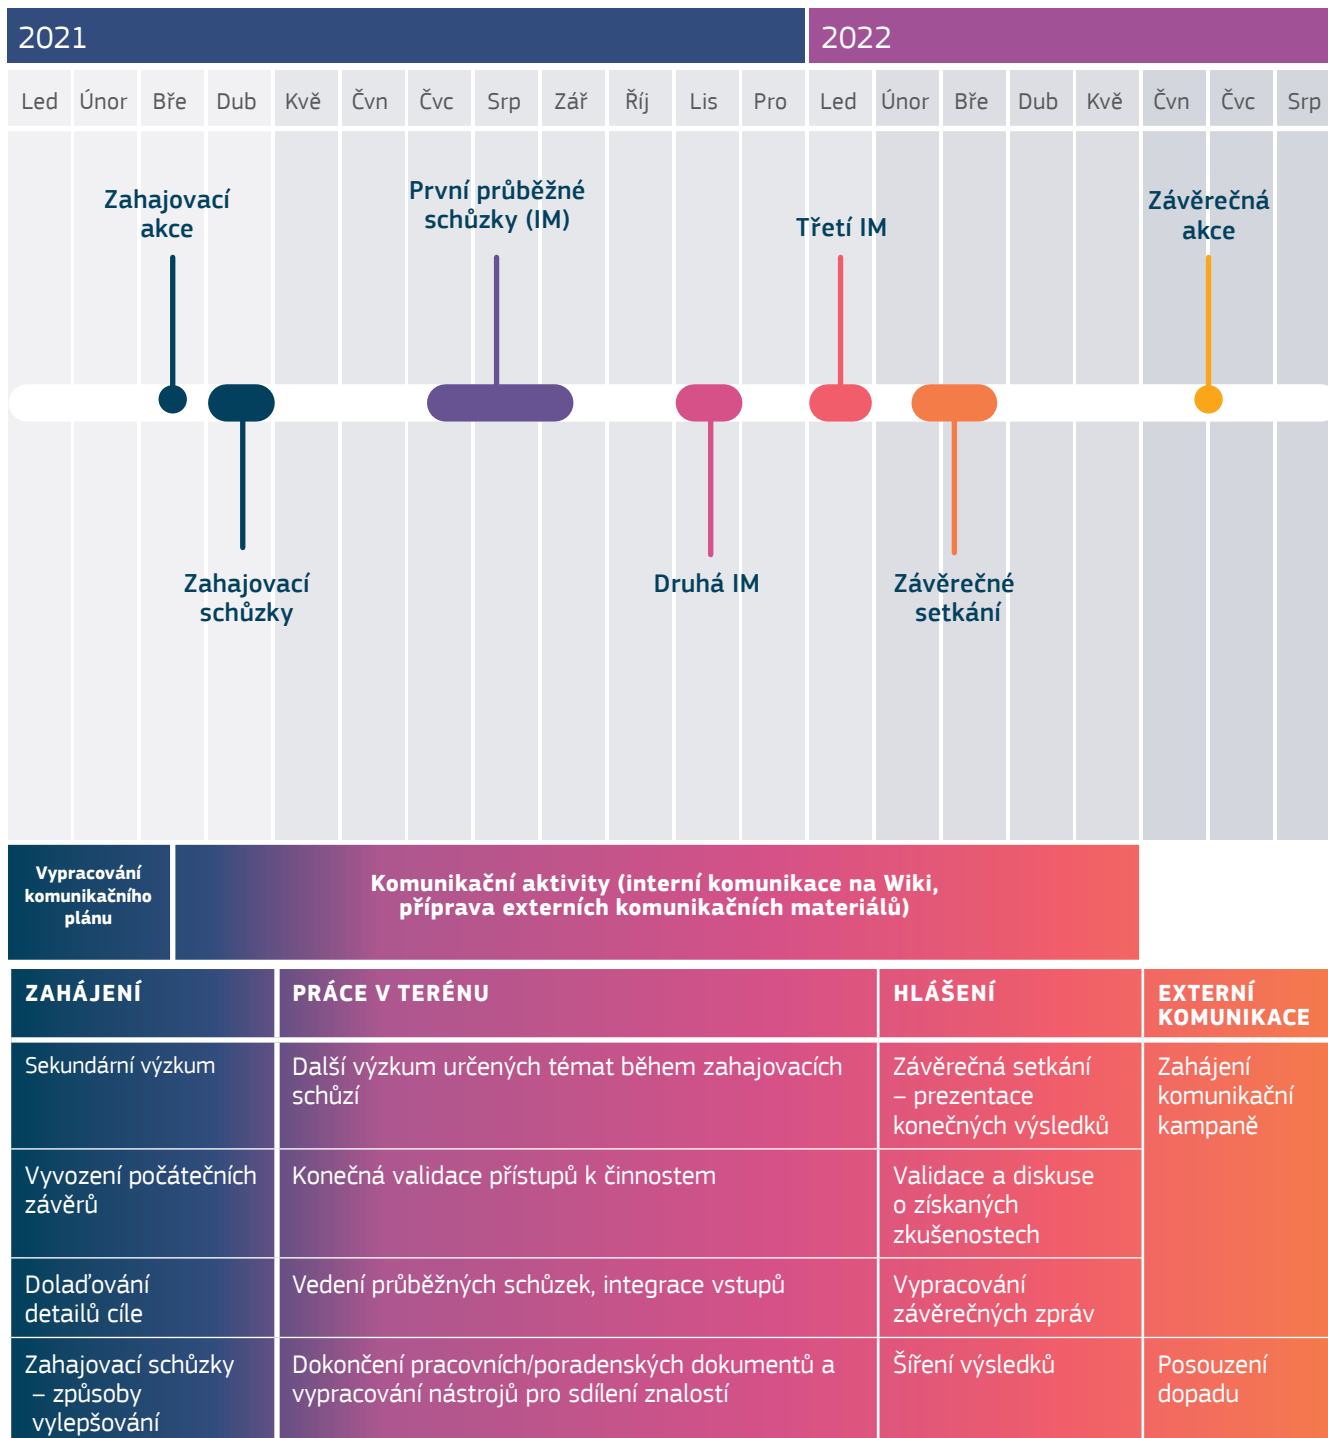 2021
2022
Led Únor Bře Dub Kvě Čvn Čvc Srp Zář Říj Lis Pro Led Únor Bře Dub Kvě Čvn Čvc Srp
Zahajovací
akce
První průběžné
schůzky (IM)
Třetí IM
Závěrečná
akce
Zahajovací
schůzky
Druhá IM
Závěrečné
setkání
Vypracování
komunikačního
plánu
Komunikační aktivity (interní komunikace na Wiki,
příprava externích komunikačních materiálů)
ZAHÁJENÍ
PRÁCE V TERÉNU
HLÁŠENÍ
EXTERNÍ
KOMUNIKACE
Sekundární výzkum
Další výzkum určených témat během zahajovacích
schůzí
Závěrečná setkání
– prezentace
konečných výsledků
Zahájení
komunikační
kampaně
Vyvození počátečních
závěrů
Konečná validace přístupů k činnostem
Validace a diskuse
o získaných
zkušenostech
Dolaďování
detailů cíle
Vedení průběžných schůzek, integrace vstupů
Vypracování
závěrečných zpráv
Zahajovací schůzky
– způsoby
vylepšování
Dokončení pracovních/poradenských dokumentů a
vypracování nástrojů pro sdílení znalostí
Šíření výsledků
Posouzení
dopadu